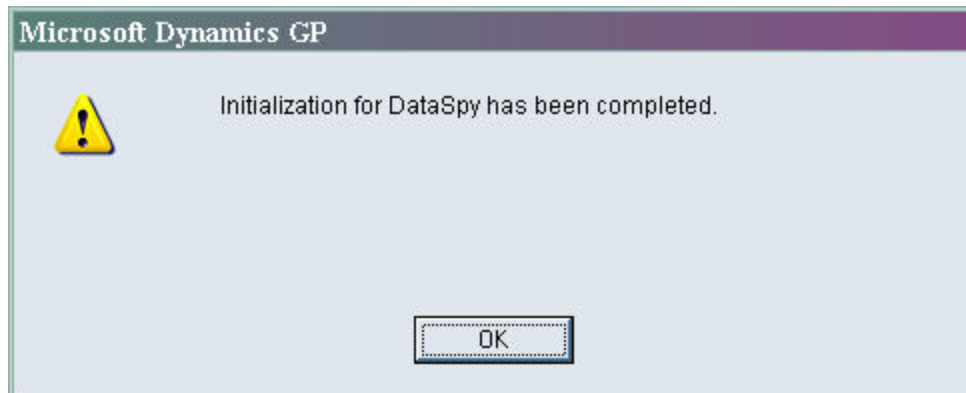 Microsoft Dynamics GP
Initialization for DataSpy has been completed.
OK